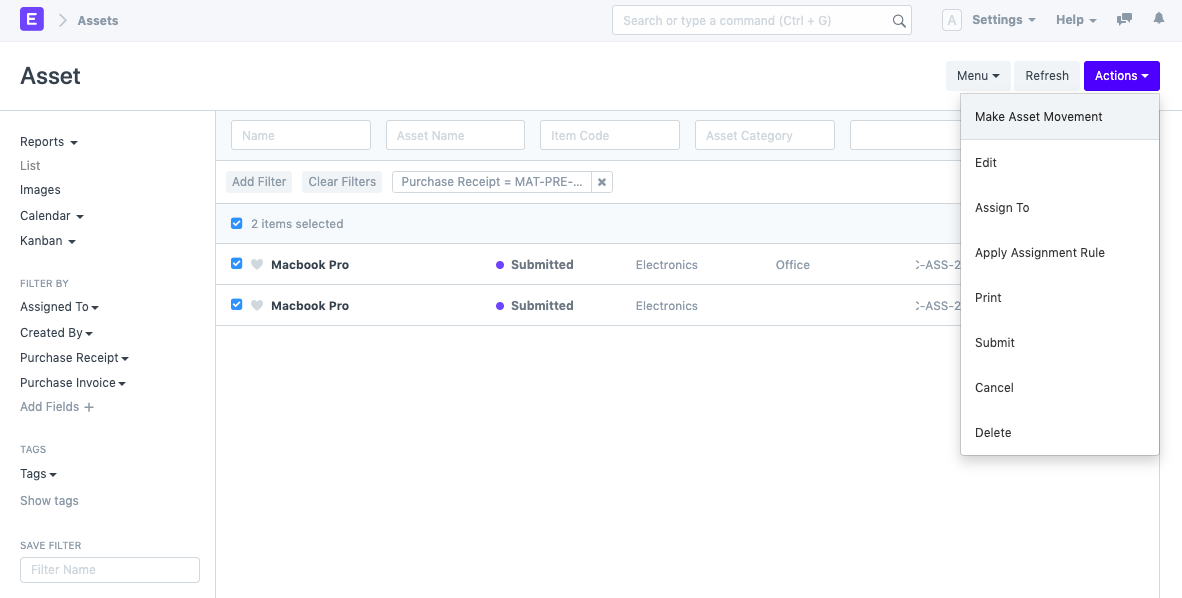 E Assets Search or type a command (Ctrl + G) A Settings Help
Asset Menu Refresh Actions
Make Asset Movement
Edit
Assign To
Apply Assignment Rule
Print
Submit
Cancel
Delete
Reports
List
Images
Calendar
Kanban
FILTER BY
Assigned To
Created By
Purchase Receipt
Purchase Invoice
Add Fields +
TAGS
Tags
Show tags
SAVE FILTER
Filter Name
Name Asset Name Item Code Asset Category
Add Filter Clear Filters Purchase Receipt = MAT-PRE-...
2 items selected
Macbook Pro Submitted Electronics Office C-ASS-2
Macbook Pro Submitted Electronics C-ASS-2